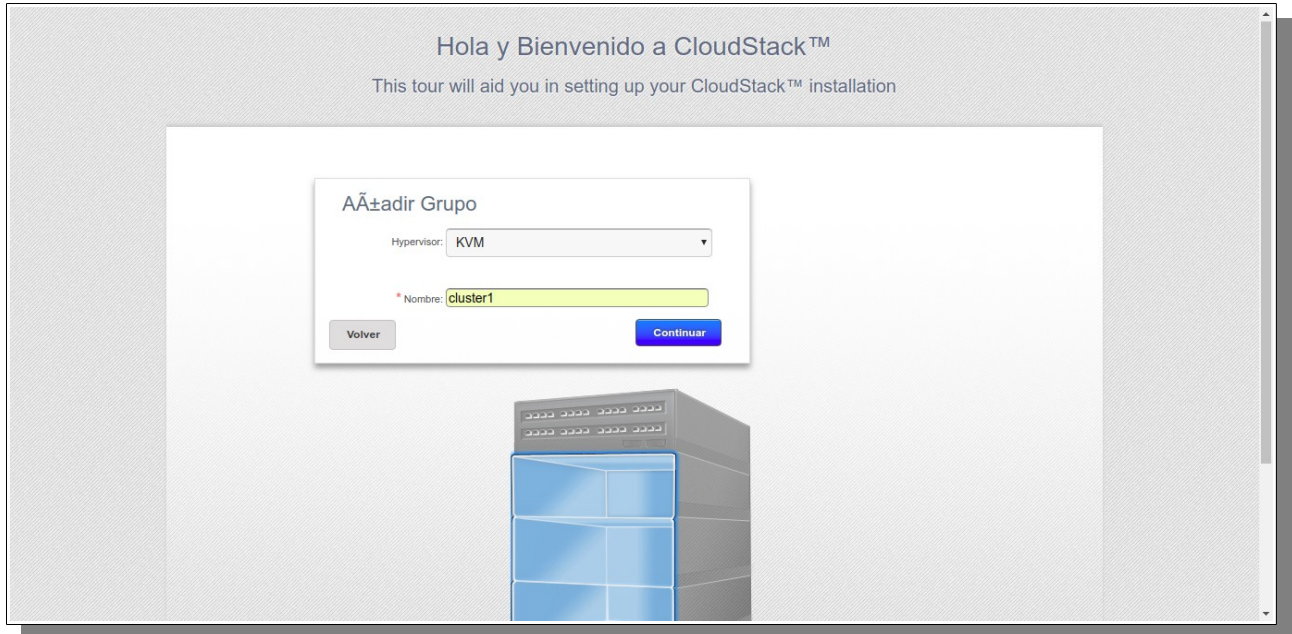 Hola y Bienvenido a CloudStack™
This tour will aid you in setting up your CloudStack™ installation
AÃ±adir Grupo
Hypervisor: KVM
* Nombre: cluster1
Volver Continuar